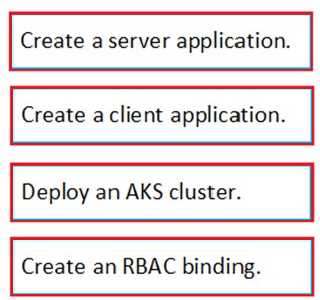 Create a server application.
Create a client application.
Deploy an AKS cluster.
Create an RBAC binding.